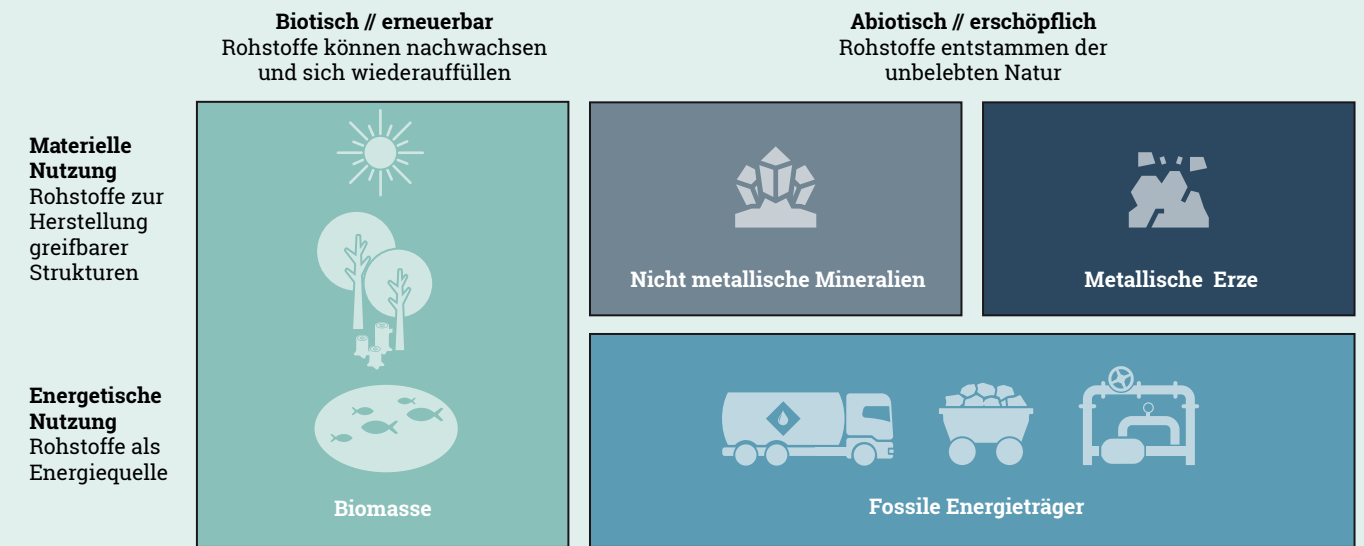 Biotisch // erneuerbar
Rohstoffe können nachwachsen
und sich wiederauffüllen
Abiotisch // erschöpflich
Rohstoffe entstammen der
unbelebten Natur
Materielle
Nutzung
Rohstoffe zur
Herstellung
greifbarer
Strukturen
Nicht metallische Mineralien
Metallische Erze
Energetische
Nutzung
Rohstoffe als
Energiequelle
Biomasse
Fossile Energieträger